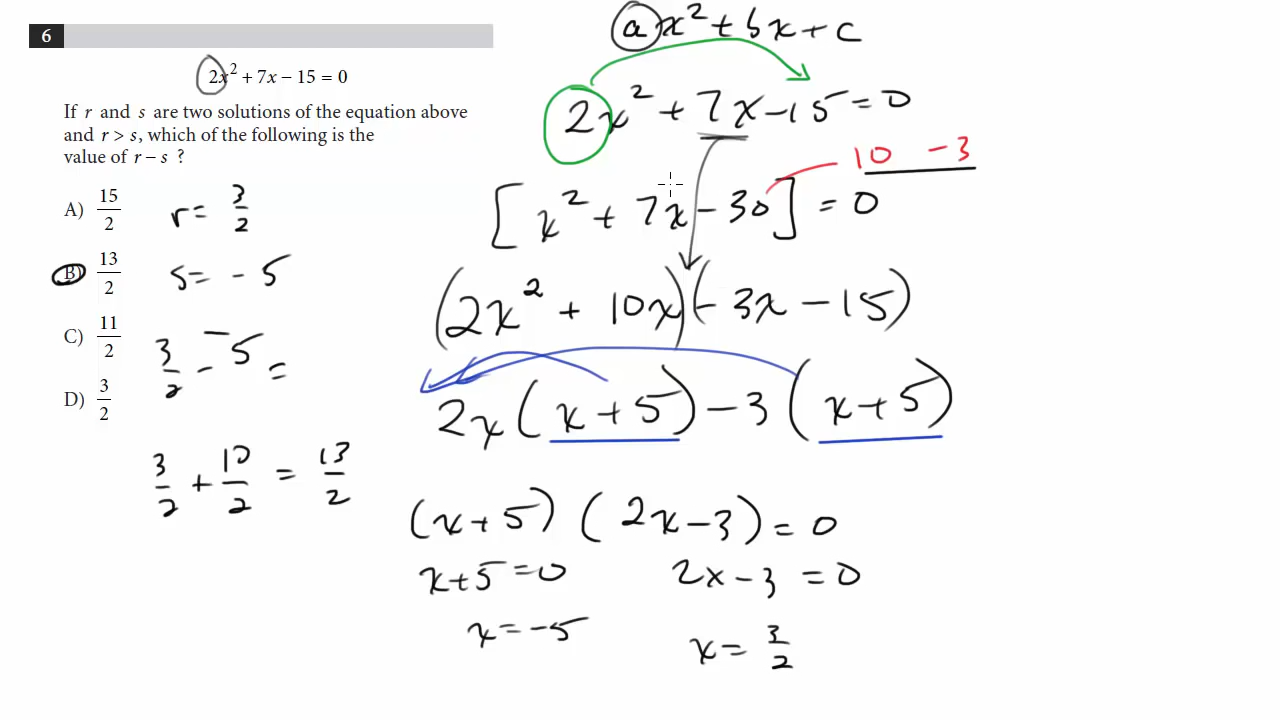 6
2x² + 7x − 15 = 0
If r and s are two solutions of the equation above
and r > s, which of the following is the
value of r − s ?
A) 15/2
B) 13/2
C) 11/2
D) 3/2
r = 3/2
s = - 5
3/2 - -5 =
3/2 + 10/2 = 13/2
ax² + bx + c
2x² + 7x - 15 = 0
10 -3
[x² + 7x - 30] = 0
(2x² + 10x)(- 3x - 15)
2x(x + 5) - 3(x + 5)
(x + 5) (2x - 3) = 0
x + 5 = 0 2x - 3 = 0
x = -5 x = 3/2